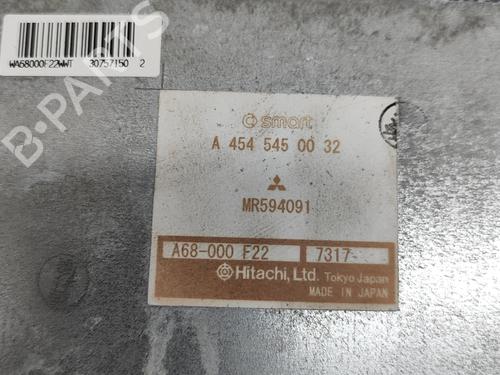 WA68000F22WWT 30757150 2
smart
A 454 545 00 32
MR594091
A68-000 F22 7317-
Hitachi, Ltd. Tokyo Japan
MADE IN JAPAN
B-PARTS